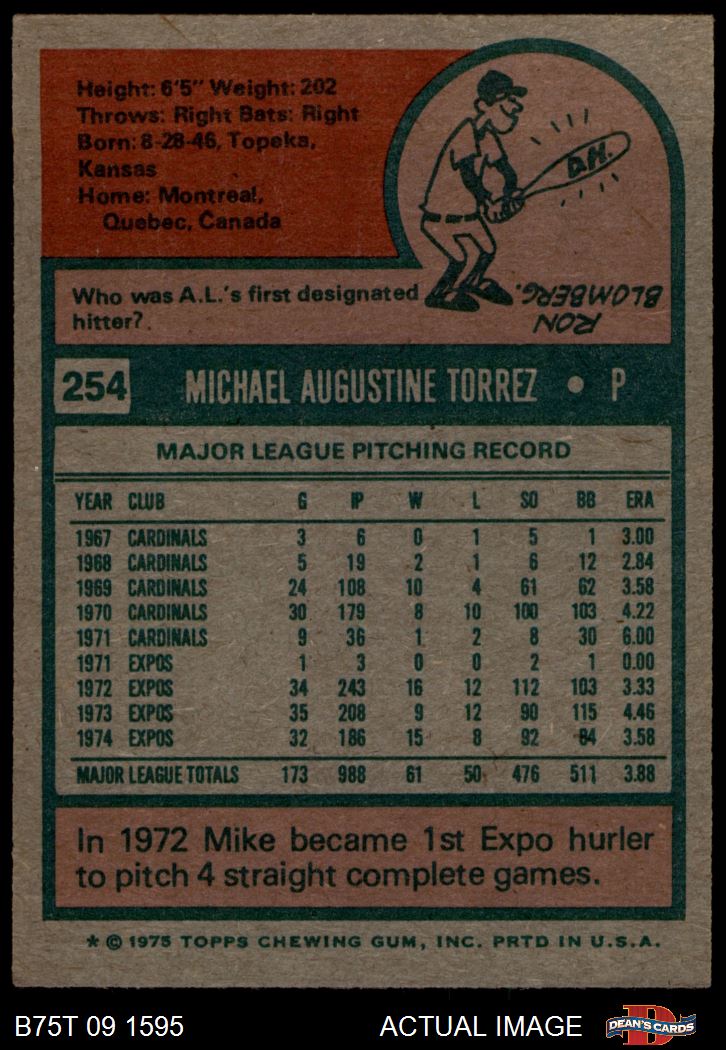 Height: 6'5" Weight: 202
Throws: Right Bats: Right
Born: 8-28-46, Topeka,
Kansas
Home: Montreal,
Quebec, Canada
D.H.
Who was A.L.'s first designated
hitter?
RON
BLOMBERG.
254 MICHAEL AUGUSTINE TORREZ • P
MAJOR LEAGUE PITCHING RECORD
YEAR CLUB G IP W L SO BB ERA
1967 CARDINALS 3 6 0 1 5 1 3.00
1968 CARDINALS 5 19 2 1 6 12 2.84
1969 CARDINALS 24 108 10 4 61 62 3.58
1970 CARDINALS 30 179 8 10 100 103 4.22
1971 CARDINALS 9 36 1 2 8 30 6.00
1971 EXPOS 1 3 0 0 2 1 0.00
1972 EXPOS 34 243 16 12 112 103 3.33
1973 EXPOS 35 208 9 12 90 115 4.46
1974 EXPOS 32 186 15 8 92 84 3.58
MAJOR LEAGUE TOTALS 173 988 61 50 476 511 3.88
In 1972 Mike became 1st Expo hurler
to pitch 4 straight complete games.
* © 1975 TOPPS CHEWING GUM, INC. PRTD IN U.S.A.
B75T 09 1595 ACTUAL IMAGE D DEAN'S CARDS